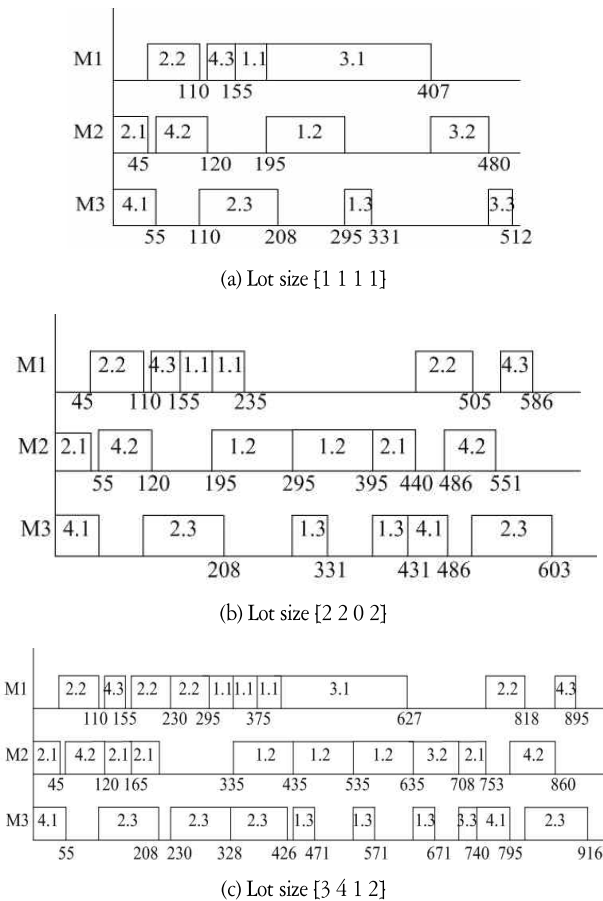 M1 2.2 4.3 1.1 3.1
110 155 407
M2 2.1 4.2 1.2 3.2
45 120 195 480
M3 4.1 2.3 1.3 3.3
55 110 208 295 331 512
(a) Lot size {1 1 1 1}
M1 2.2 4.3 1.1 1.1 2.2 4.3
45 110 155 235 505 586
M2 2.1 4.2 1.2 1.2 2.1 4.2
55 120 195 295 395 440 486 551
M3 4.1 2.3 1.3 1.3 4.1 2.3
208 331 431 486 603
(b) Lot size {2 2 0 2}
M1 2.2 4.3 2.2 2.2 1.1 1.1 1.1 3.1 2.2 4.3
110 155 230 295 375 627 818 895
M2 2.1 4.2 2.1 2.1 1.2 1.2 1.2 3.2 2.1 4.2
45 120 165 335 435 535 635 708 753 860
M3 4.1 2.3 2.3 2.3 1.3 1.3 1.3 3.3 4.1 2.3
55 208 230 328 426 471 571 671 740 795 916
(c) Lot size {3 4 1 2}